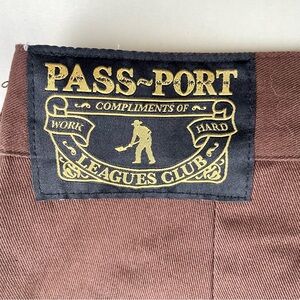 PASS~PORT
COMPLIMENTS OF
WORK HARD
LEAGUES CLUB